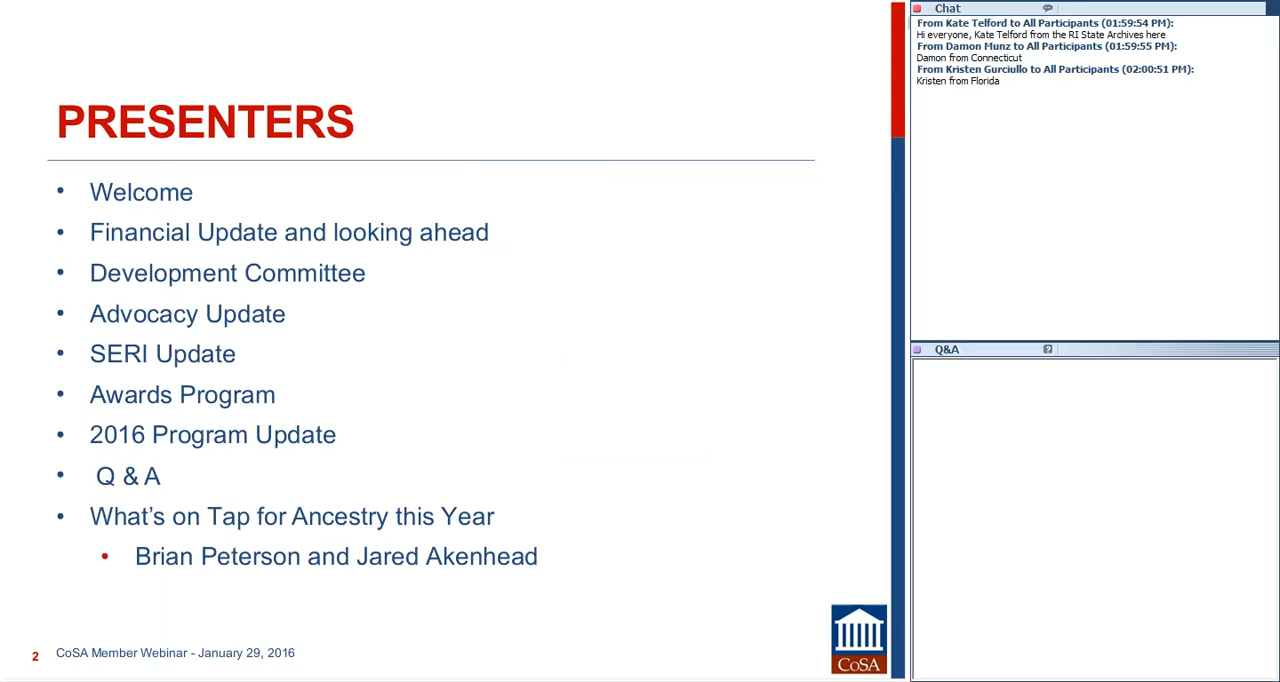 PRESENTERS
• Welcome
• Financial Update and looking ahead
• Development Committee
• Advocacy Update
• SERI Update
• Awards Program
• 2016 Program Update
• Q & A
• What’s on Tap for Ancestry this Year
• Brian Peterson and Jared Akenhead
2 CoSA Member Webinar - January 29, 2016
CoSA
Chat
From Kate Telford to All Participants (01:59:54 PM):
Hi everyone, Kate Telford from the RI State Archives here
From Damon Munz to All Participants (01:59:55 PM):
Damon from Connecticut
From Kristen Gurciullo to All Participants (02:00:51 PM):
Kristen from Florida
Q&A